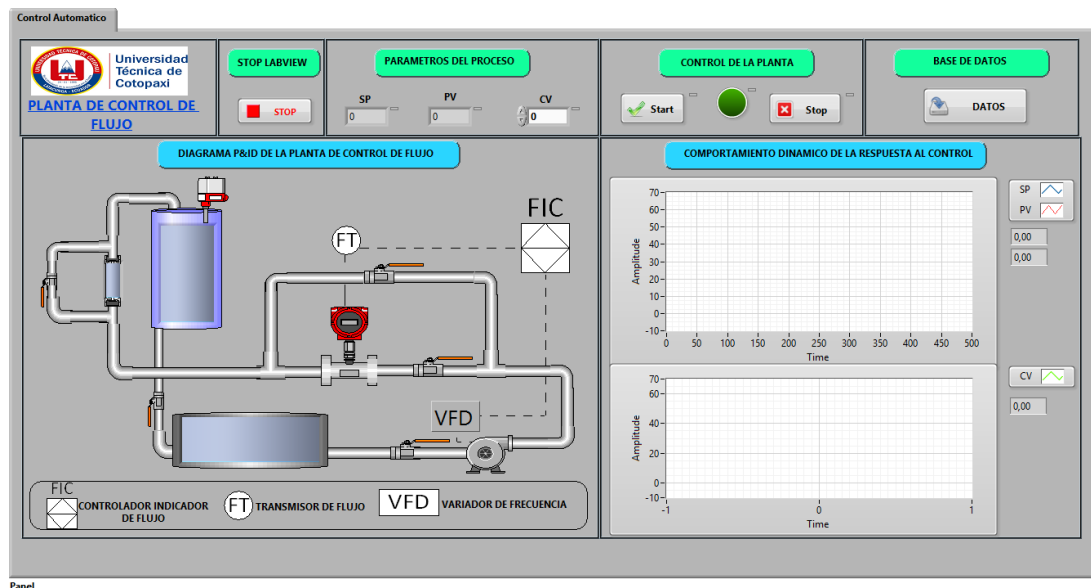 Control Automatico
Universidad
Técnica de
Cotopaxi
PLANTA DE CONTROL DE
FLUJO
STOP LABVIEW
STOP
PARAMETROS DEL PROCESO
SP
PV
CV
0
0
0
CONTROL DE LA PLANTA
Start
Stop
BASE DE DATOS
DATOS
DIAGRAMA P&ID DE LA PLANTA DE CONTROL DE FLUJO
FIC
FT
VFD
FIC
CONTROLADOR INDICADOR
DE FLUJO
FT
TRANSMISOR DE FLUJO
VFD
VARIADOR DE FRECUENCIA
COMPORTAMIENTO DINAMICO DE LA RESPUESTA AL CONTROL
70
60
50
40
30
20
10
0
-10
Amplitude
0 50 100 150 200 250 300 350 400 450 500
Time
SP
PV
0,00
0,00
70
60
40
20
0
-10
Amplitude
-1 0 1
Time
CV
0,00
Panel